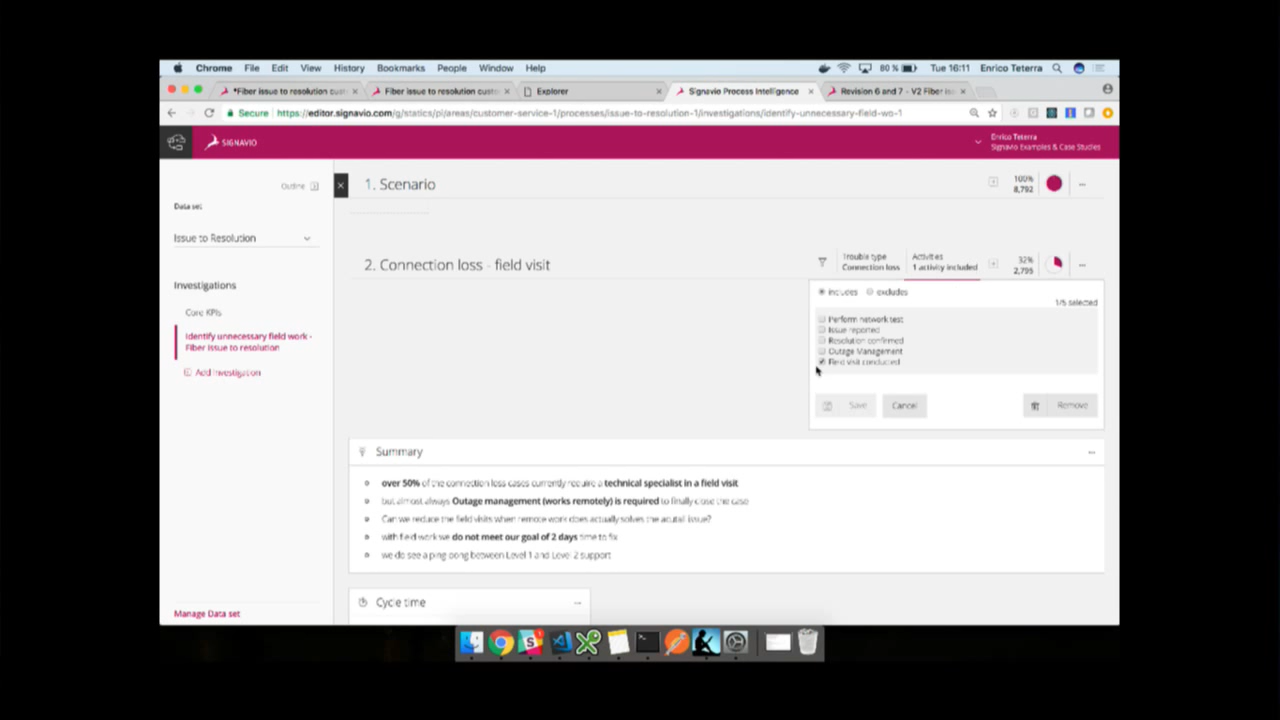 Chrome File Edit View History Bookmarks People Window Help 80% Tue 16:11 Enrico Teterra
*Fiber issue to resolution cust Fiber issue to resolution custo Explorer Signavio Process Intelligence Revision 6 and 7 - V2 Fiber iss
Secure https://editor.signavio.com/g/statics/pi/areas/customer-service-1/processes/issue-to-resolution-1/investigations/identify-unnecessary-field-wo-1
SIGNAVIO
Enrico Teterra
Signavio Examples & Case Studies
Outline
Data set
Issue to Resolution
Investigations
Core KPIs
Identify unnecessary field work -
Fiber issue to resolution
Add Investigation
Manage Data set
1. Scenario
100%
8,792
2. Connection loss - field visit
Trouble type
Connection loss
Activities
1 activity included
32%
2,795
includes excludes
1/5 selected
Perform network test
Issue reported
Resolution confirmed
Outage Management
Field visit conducted
Save Cancel Remove
Summary
over 50% of the connection loss cases currently require a technical specialist in a field visit
but almost always Outage management (works remotely) is required to finally close the case
Can we reduce the field visits when remote work does actually solves the acutall issue?
with field work we do not meet our goal of 2 days time to fix
we do see a ping pong between Level 1 and Level 2 support
Cycle time